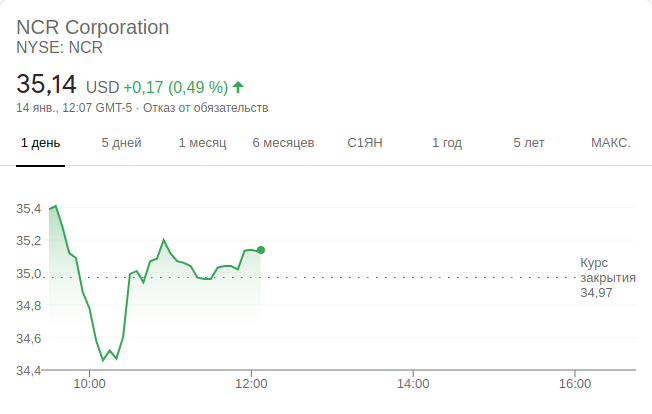 NCR Corporation
NYSE: NCR
35,14 USD +0,17 (0,49 %)
14 янв., 12:07 GMT-5 · Отказ от обязательств
1 день 5 дней 1 месяц 6 месяцев С1ЯН 1 год 5 лет МАКС.
35,4
35,2
35,0
34,8
34,6
34,4
Курс
закрытия
34,97
10:00 12:00 14:00 16:00